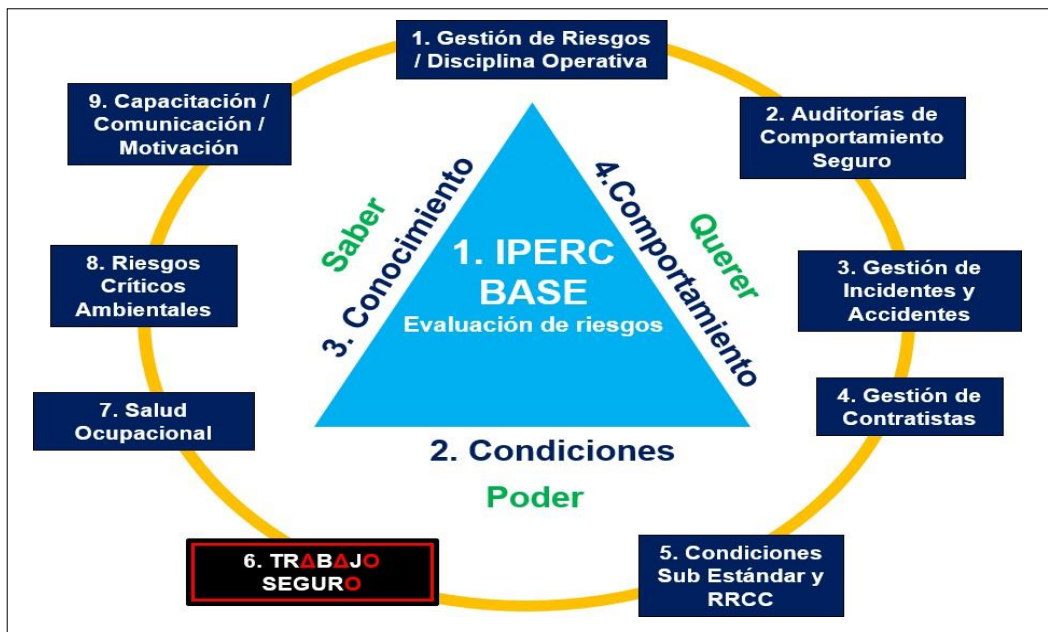 1. Gestión de Riesgos
/ Disciplina Operativa
9. Capacitación /
Comunicación /
Motivación
2. Auditorías de
Comportamiento
Seguro
Saber
3. Conocimiento
4.Comportamiento
Querer
1. IPERC
BASE
Evaluación de riesgos
8. Riesgos
Críticos
Ambientales
3. Gestión de
Incidentes y
Accidentes
7. Salud
Ocupacional
4. Gestión de
Contratistas
2. Condiciones
Poder
6. TRΔBΔJO
SEGURO
5. Condiciones
Sub Estándar y
RRCC